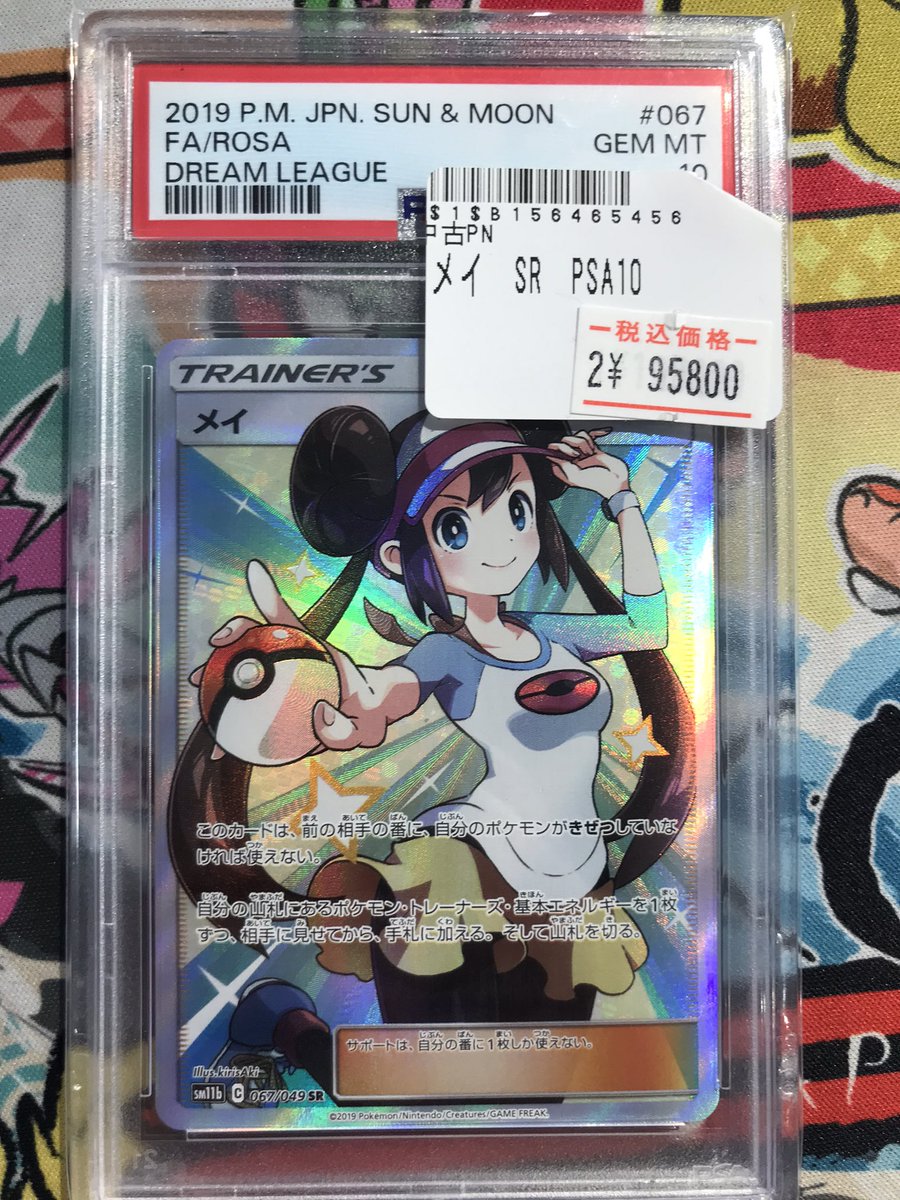 2019 P.M. JPN. SUN & MOON #067
FA/ROSA GEM MT
DREAM LEAGUE 10
$1$B156465456
中古PN
メイ SR PSA10
税込価格
2¥ 95800
TRAINER'S
メイ
このカードは、前の相手の番に、自分のポケモンがきぜつしていな
ければ使えない。
自分の山札にあるポケモン・トレーナーズ・基本エネルギーを1枚
ずつ、相手に見せてから、手札に加える。そして山札を切る。
サポートは、自分の番に1枚しか使えない。
Illus.kirisAki
sm11b C 067/049 SR
©2019 Pokémon/Nintendo/Creatures/GAME FREAK.